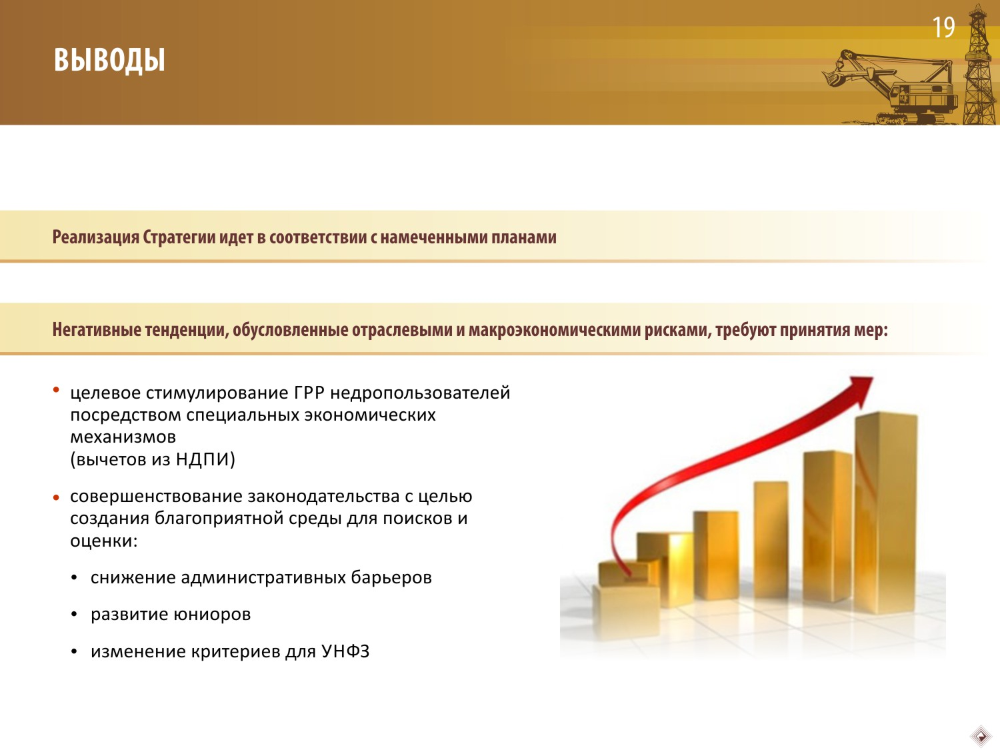 19
ВЫВОДЫ
Реализация Стратегии идет в соответствии с намеченными планами
Негативные тенденции, обусловленные отраслевыми и макроэкономическими рисками, требуют принятия мер:
• целевое стимулирование ГРР недропользователей
посредством специальных экономических
механизмов
(вычетов из НДПИ)
• совершенствование законодательства с целью
создания благоприятной среды для поисков и
оценки:
• снижение административных барьеров
• развитие юниоров
• изменение критериев для УНФЗ